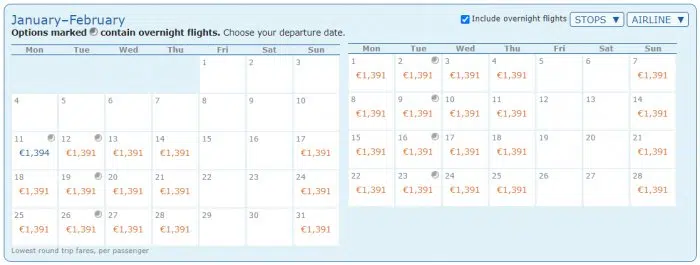 January–February
Include overnight flights STOPS ▼ AIRLINE ▼
Options marked contain overnight flights. Choose your departure date.
Mon Tue Wed Thu Fri Sat Sun
1 2 3
4 5 6 7 8 9 10
11 12 13 14 15 16 17
€1,394 €1,391 €1,391 €1,391 €1,391
18 19 20 21 22 23 24
€1,391 €1,391 €1,391 €1,391 €1,391
25 26 27 28 29 30 31
€1,391 €1,391 €1,391 €1,391 €1,391
Mon Tue Wed Thu Fri Sat Sun
1 2 3 4 5 6 7
€1,391 €1,391 €1,391 €1,391 €1,391
8 9 10 11 12 13 14
€1,391 €1,391 €1,391 €1,391 €1,391
15 16 17 18 19 20 21
€1,391 €1,391 €1,391 €1,391 €1,391
22 23 24 25 26 27 28
€1,391 €1,391 €1,391 €1,391 €1,391
Lowest round trip fares, per passenger